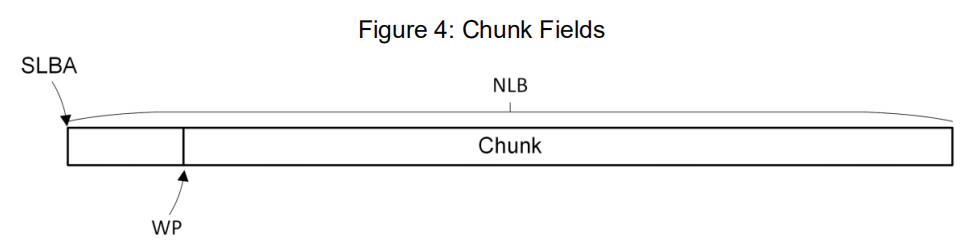 Figure 4: Chunk Fields
SLBA
NLB
Chunk
WP